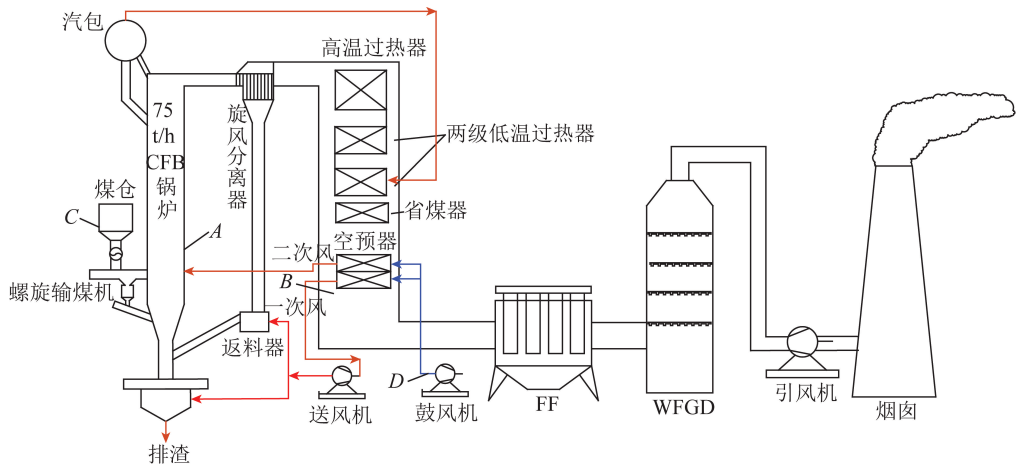 汽包
高温过热器
75
t/h
CFB
锅
炉
旋
风
分
离
器
两级低温过热器
煤仓
C
A
省煤器
空预器
二次风
B
螺旋输煤机
一次风
返料器
D
送风机
鼓风机
FF
WFGD
引风机
烟囱
排渣